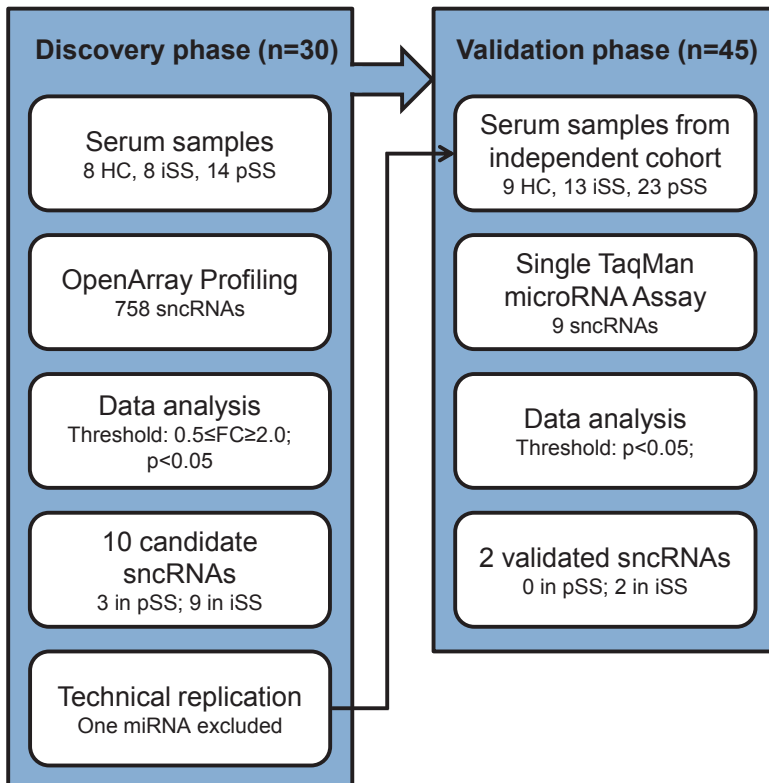 Discovery phase (n=30)
Serum samples
8 HC, 8 iSS, 14 pSS
OpenArray Profiling
758 sncRNAs
Data analysis
Threshold: 0.5≤FC≥2.0;
p<0.05
10 candidate
sncRNAs
3 in pSS; 9 in iSS
Technical replication
One miRNA excluded
Validation phase (n=45)
Serum samples from
independent cohort
9 HC, 13 iSS, 23 pSS
Single TaqMan
microRNA Assay
9 sncRNAs
Data analysis
Threshold: p<0.05;
2 validated sncRNAs
0 in pSS; 2 in iSS